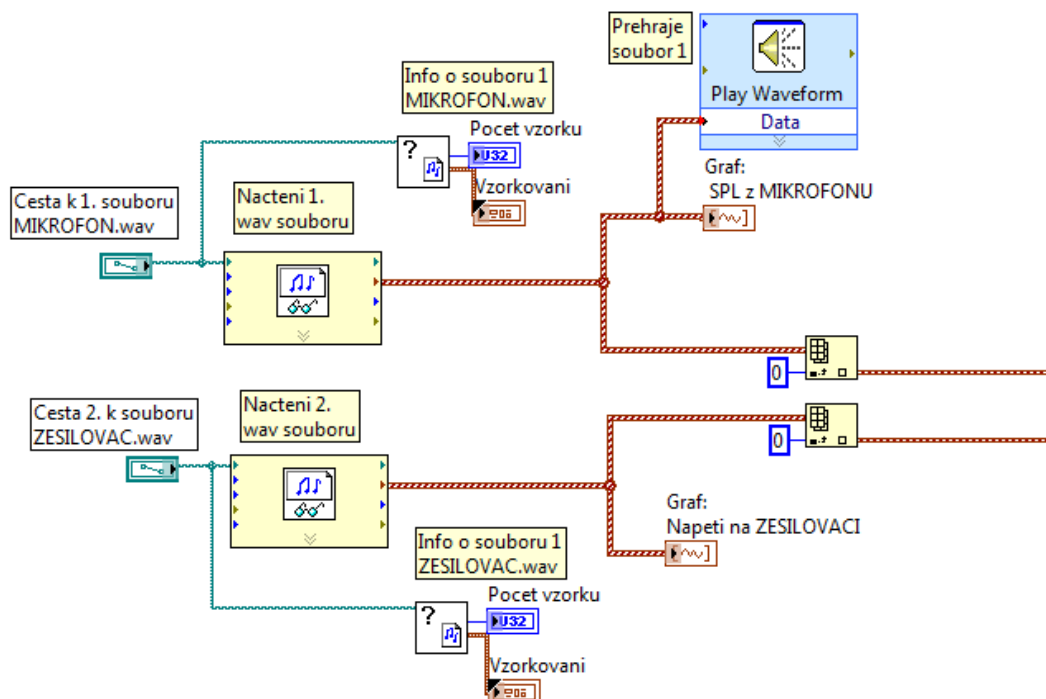 Prehraje
soubor 1
Play Waveform
Data
Info o souboru 1
MIKROFON.wav
Pocet vzorku
?
U32
Vzorkovani
Graf:
SPL z MIKROFONU
Cesta k 1. souboru
MIKROFON.wav
Nacteni 1.
wav souboru
0
Cesta 2. k souboru
ZESILOVAC.wav
Nacteni 2.
wav souboru
0
Graf:
Napeti na ZESILOVACI
Info o souboru 1
ZESILOVAC.wav
Pocet vzorku
?
U32
Vzorkovani